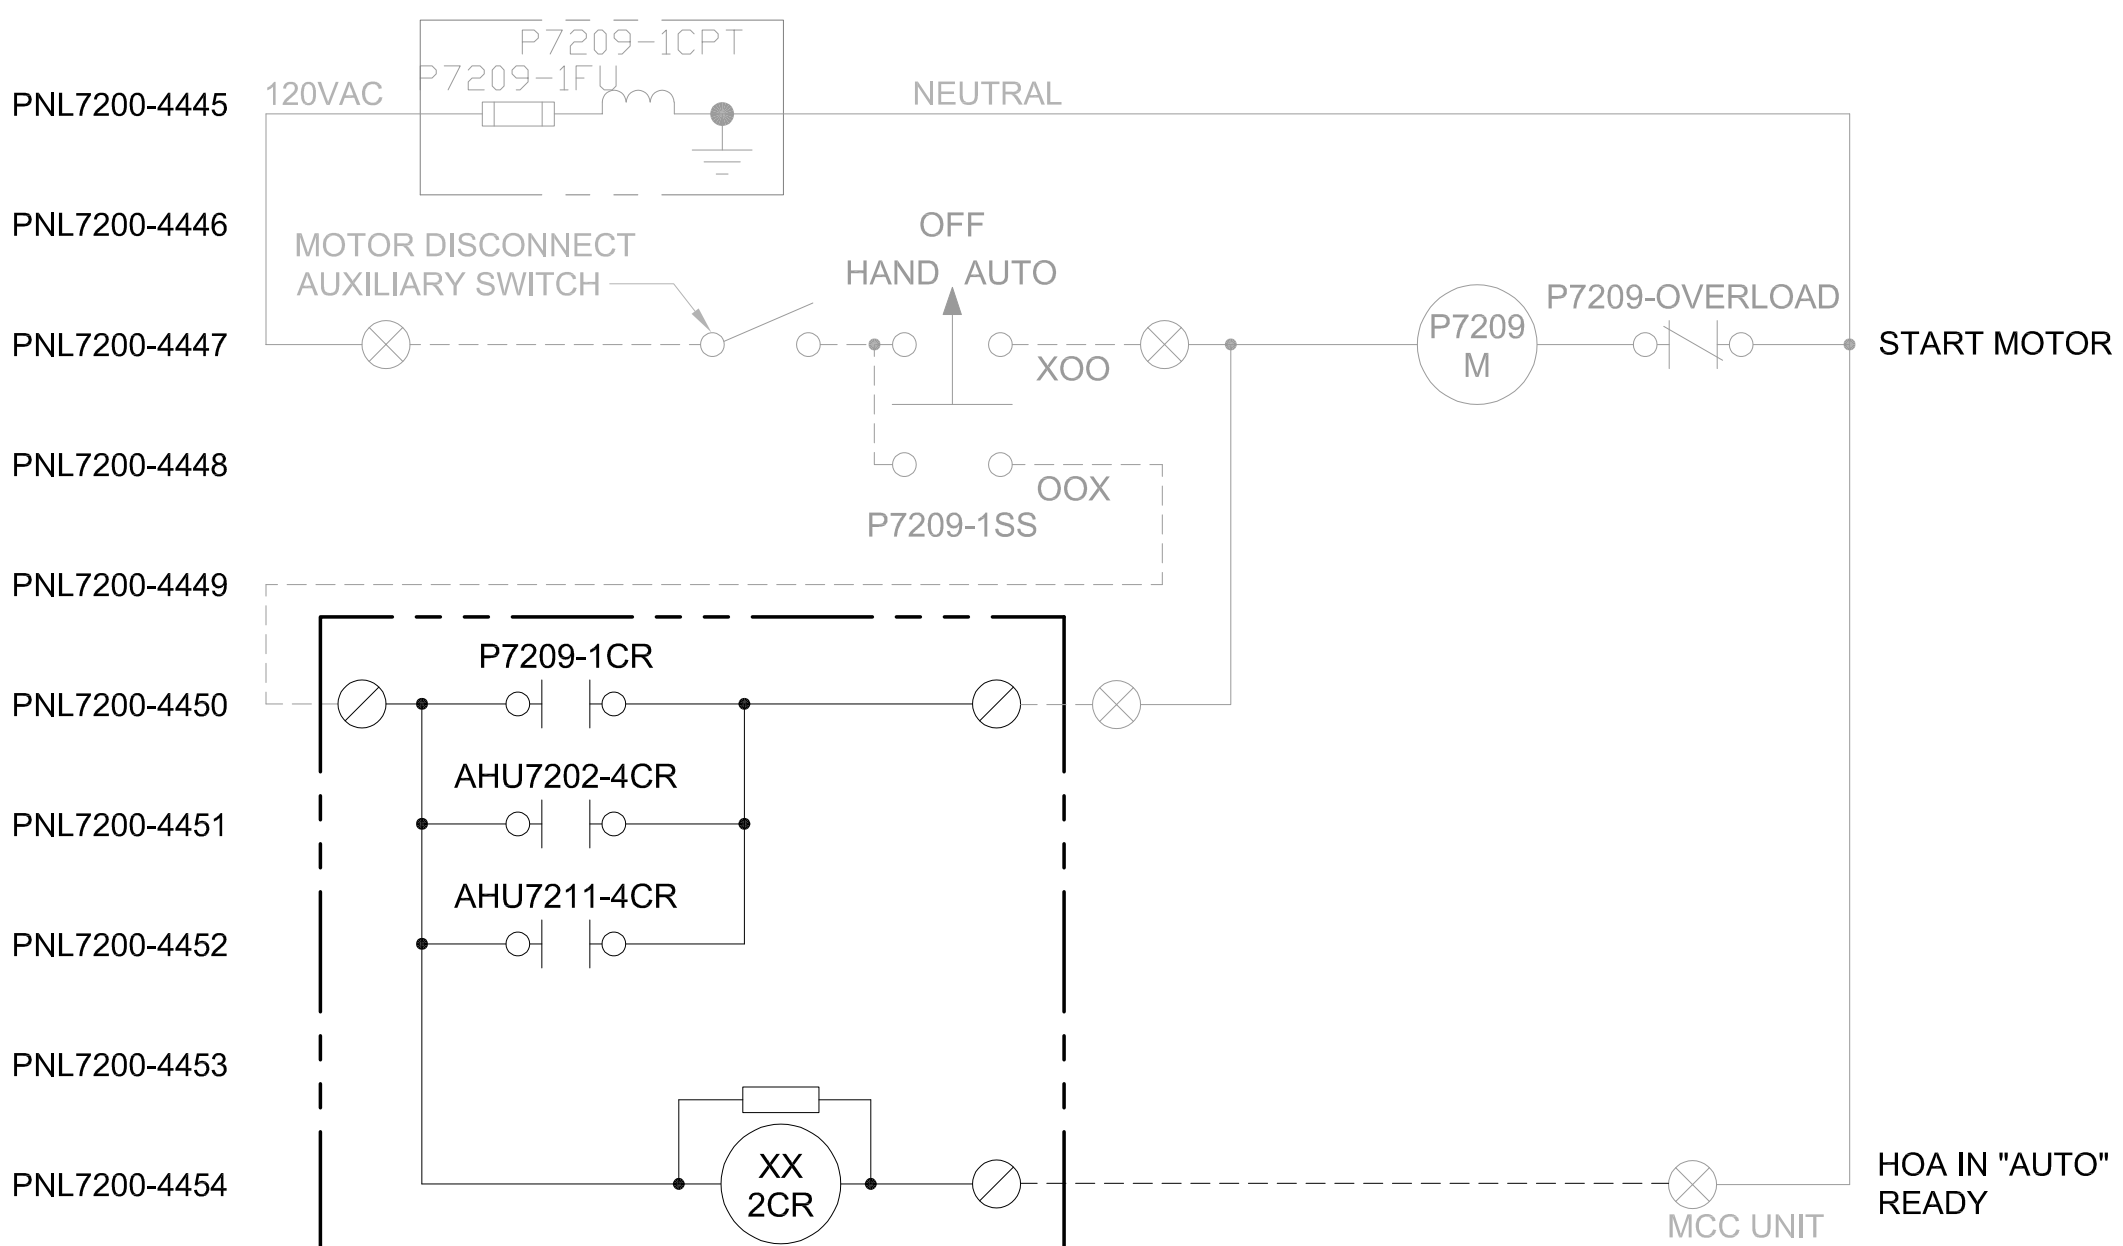 P7209-1CPT
P7209-1FU
PNL7200-4445
120VAC
NEUTRAL
PNL7200-4446
MOTOR DISCONNECT
AUXILIARY SWITCH
OFF
HAND AUTO
P7209-OVERLOAD
PNL7200-4447
P7209
M
START MOTOR
XOO
PNL7200-4448
OOX
P7209-1SS
PNL7200-4449
P7209-1CR
PNL7200-4450
AHU7202-4CR
PNL7200-4451
AHU7211-4CR
PNL7200-4452
PNL7200-4453
PNL7200-4454
XX
2CR
HOA IN "AUTO"
READY
MCC UNIT